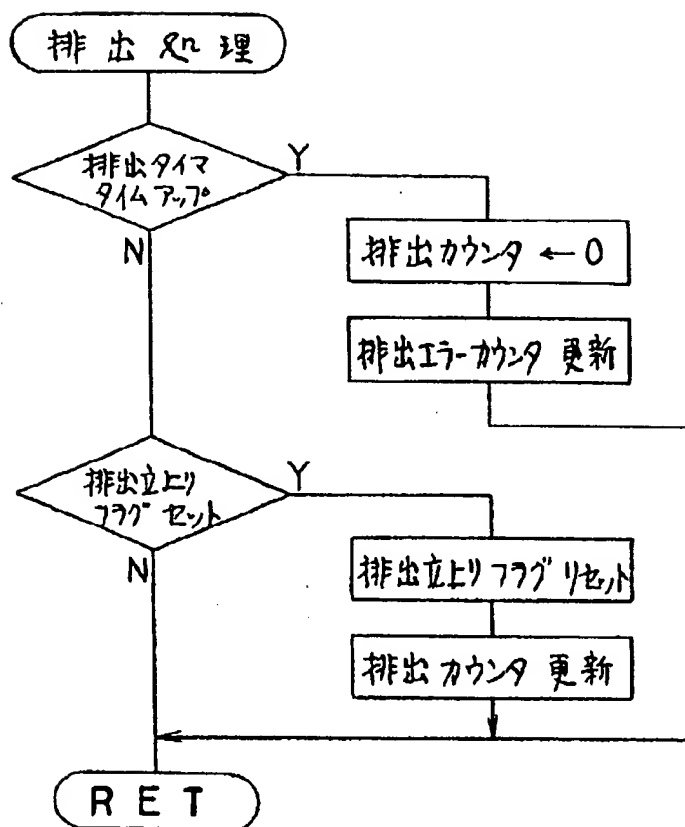 排出処理
排出タイマ
タイムアップ
Y
N
排出カウンタ ← 0
排出エラーカウンタ 更新
排出立上り
フラグ セット
Y
N
排出立上り フラグ リセット
排出 カウンタ 更新
RET